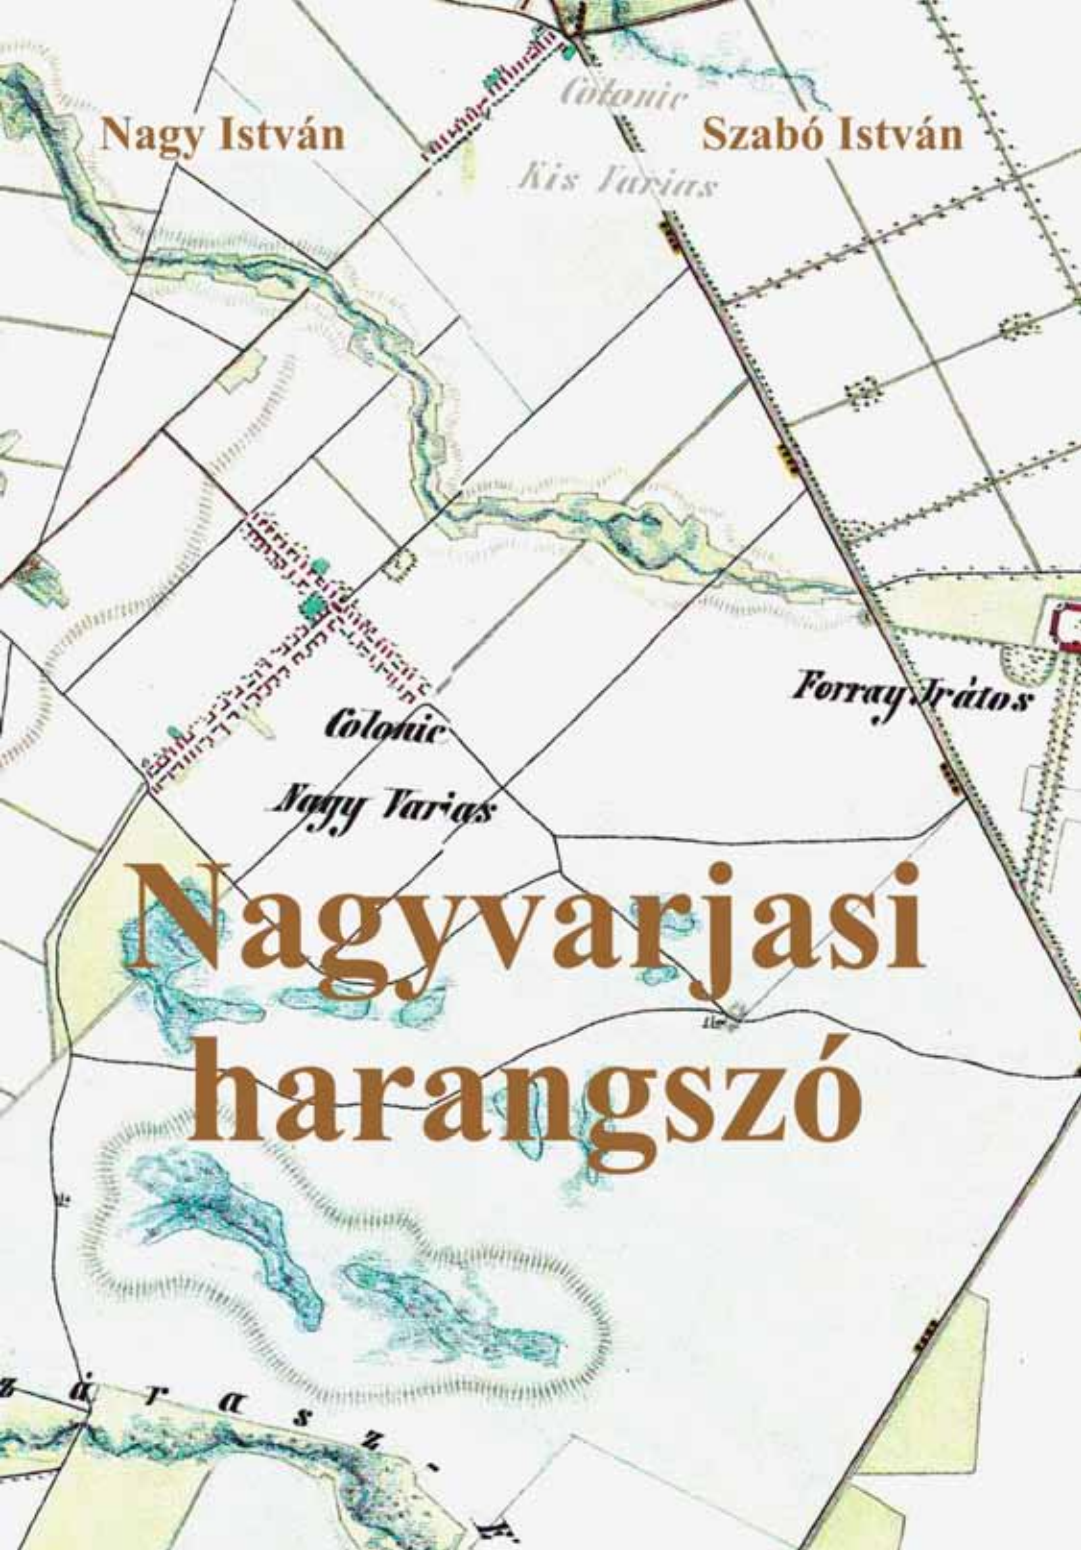 Colonie
Nagy István
Szabó István
Kis Varias
Forray Irátos
Colonie
Nagy Varias
Nagyvarjasi
harangszó
z á r a s z -